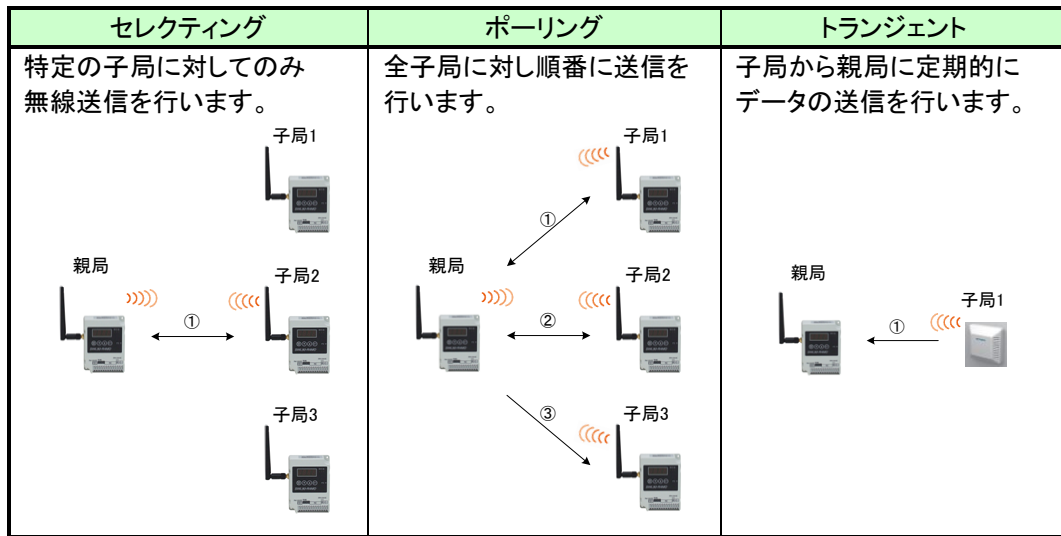 セレクティング
特定の子局に対してのみ
無線送信を行います。
子局1
親局
子局2
①
子局3
ポーリング
全子局に対し順番に送信を
行います。
子局1
①
親局
子局2
②
③
子局3
トランジェント
子局から親局に定期的に
データの送信を行います。
親局
子局1
①